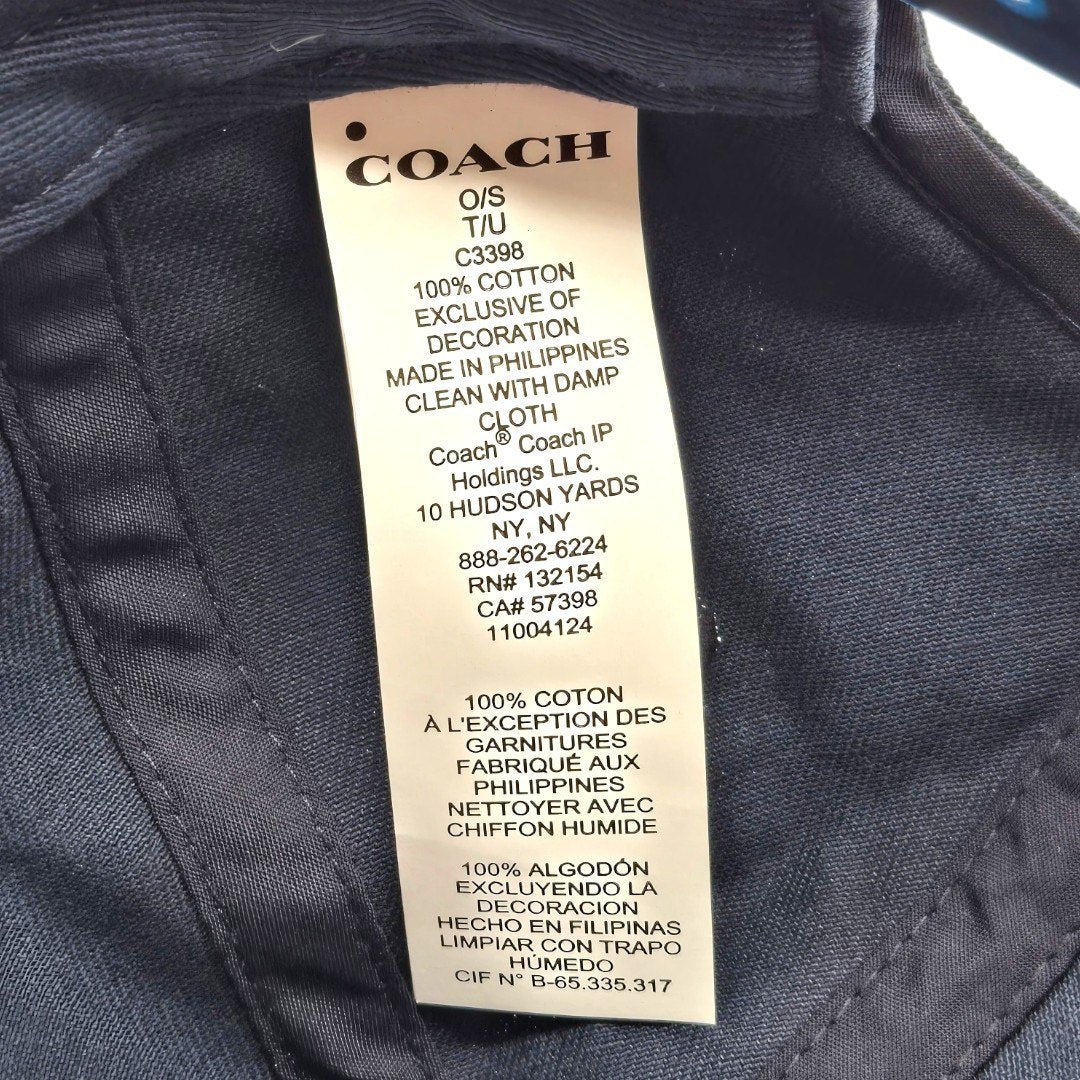 COACH
O/S
T/U
C3398
100% COTTON
EXCLUSIVE OF
DECORATION
MADE IN PHILIPPINES
CLEAN WITH DAMP
CLOTH
Coach® Coach IP
Holdings LLC.
10 HUDSON YARDS
NY, NY
888-262-6224
RN# 132154
CA# 57398
11004124
100% COTON
À L'EXCEPTION DES
GARNITURES
FABRIQUÉ AUX
PHILIPPINES
NETTOYER AVEC
CHIFFON HUMIDE
100% ALGODÓN
EXCLUYENDO LA
DECORACION
HECHO EN FILIPINAS
LIMPIAR CON TRAPO
HÚMEDO
CIF N° B-65.335.317